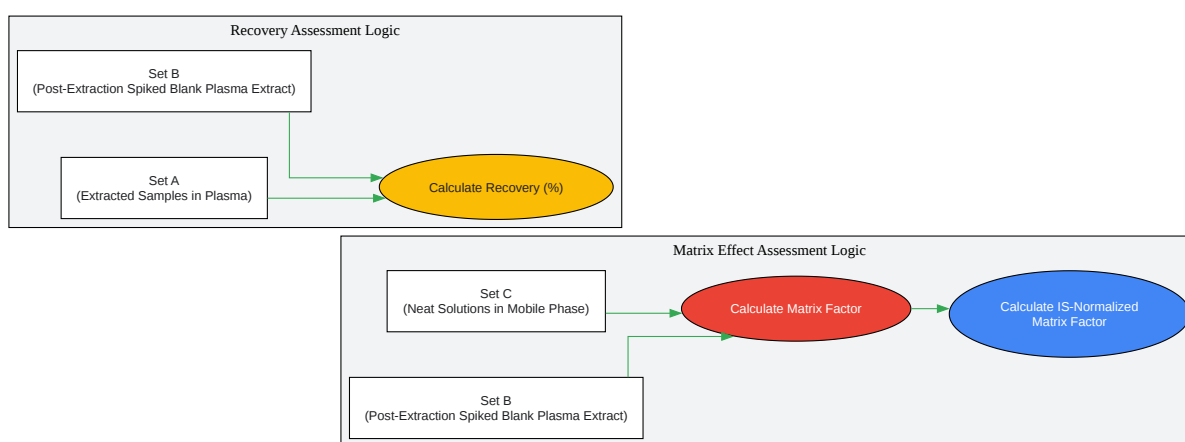 Recovery Assessment Logic
Set B
(Post-Extraction Spiked Blank Plasma Extract)
Set A
(Extracted Samples in Plasma)
Calculate Recovery (%)
Matrix Effect Assessment Logic
Set C
(Neat Solutions in Mobile Phase)
Calculate Matrix Factor
Calculate IS-Normalized
Matrix Factor
Set B
(Post-Extraction Spiked Blank Plasma Extract)